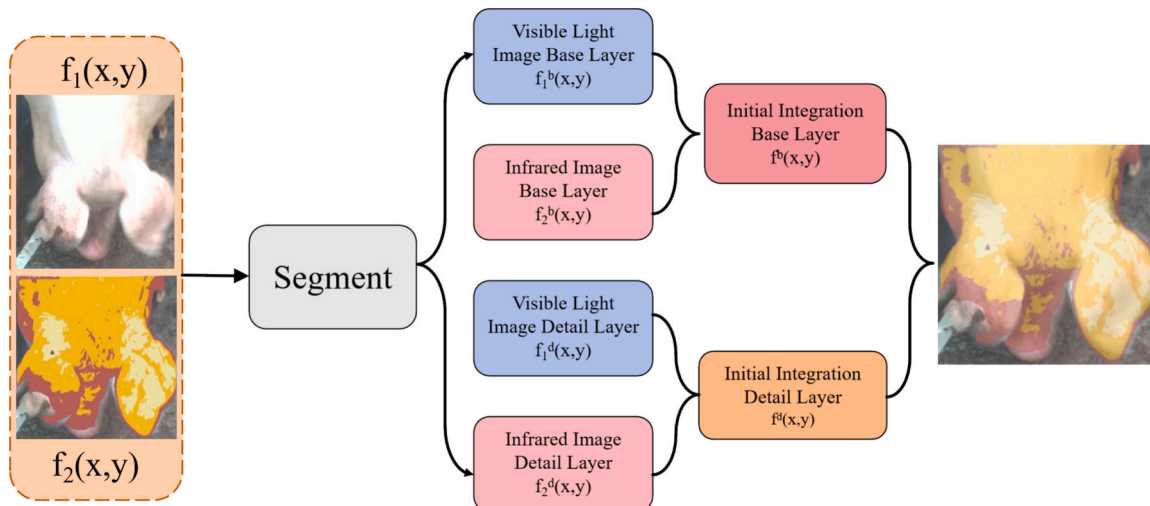 f₁(x,y)
f₂(x,y)
Segment
Visible Light
Image Base Layer
f₁ᵇ(x,y)
Infrared Image
Base Layer
f₂ᵇ(x,y)
Visible Light
Image Detail Layer
f₁ᵈ(x,y)
Infrared Image
Detail Layer
f₂ᵈ(x,y)
Initial Integration
Base Layer
fᵇ(x,y)
Initial Integration
Detail Layer
fᵈ(x,y)